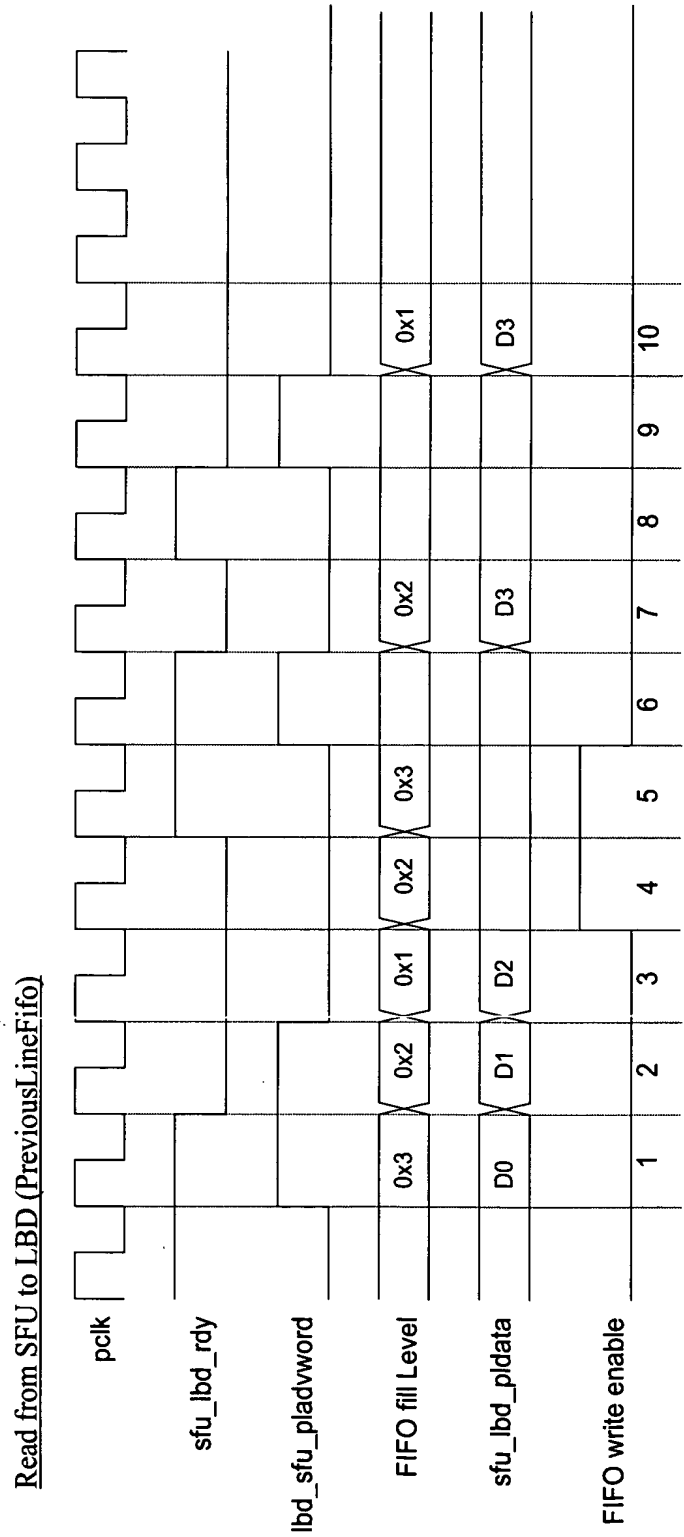 Read from SFU to LBD (PreviousLineFifo)
pclk
sfu_lbd_rdy
lbd_sfu_pladvword
FIFO fill Level
0x3 0x2 0x1 0x2 0x3 0x2 0x1
sfu_lbd_pldata
D0 D1 D2 D3 D3
FIFO write enable
1 2 3 4 5 6 7 8 9 10